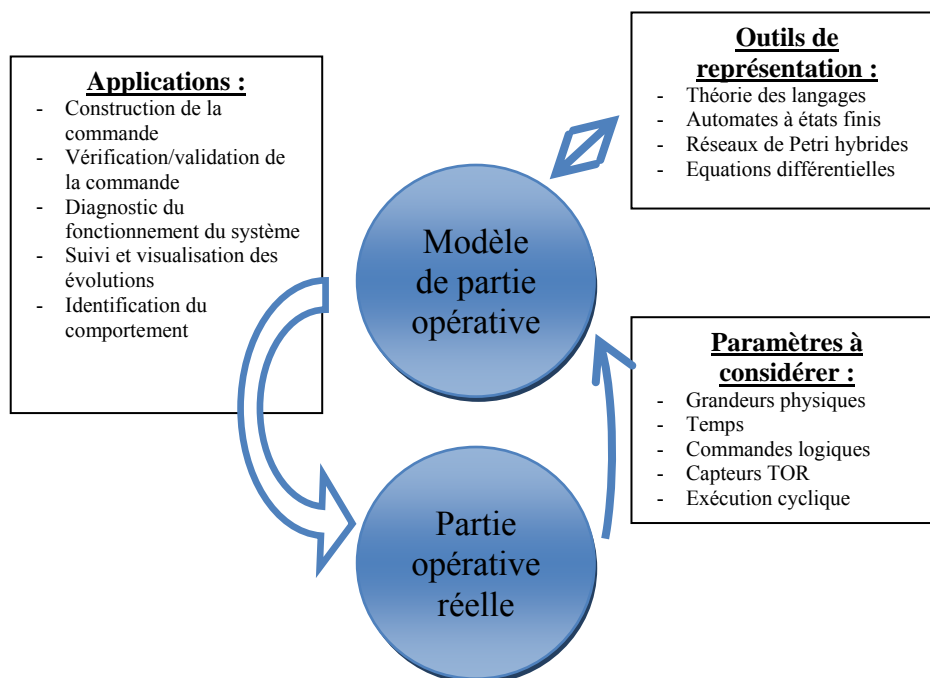 Applications :
- Construction de la
commande
- Vérification/validation de
la commande
- Diagnostic du
fonctionnement du système
- Suivi et visualisation des
évolutions
- Identification du
comportement
Outils de
représentation :
- Théorie des langages
- Automates à états finis
- Réseaux de Petri hybrides
- Equations différentielles
Modèle
de partie
opérative
Paramètres à
considérer :
- Grandeurs physiques
- Temps
- Commandes logiques
- Capteurs TOR
- Exécution cyclique
Partie
opérative
réelle